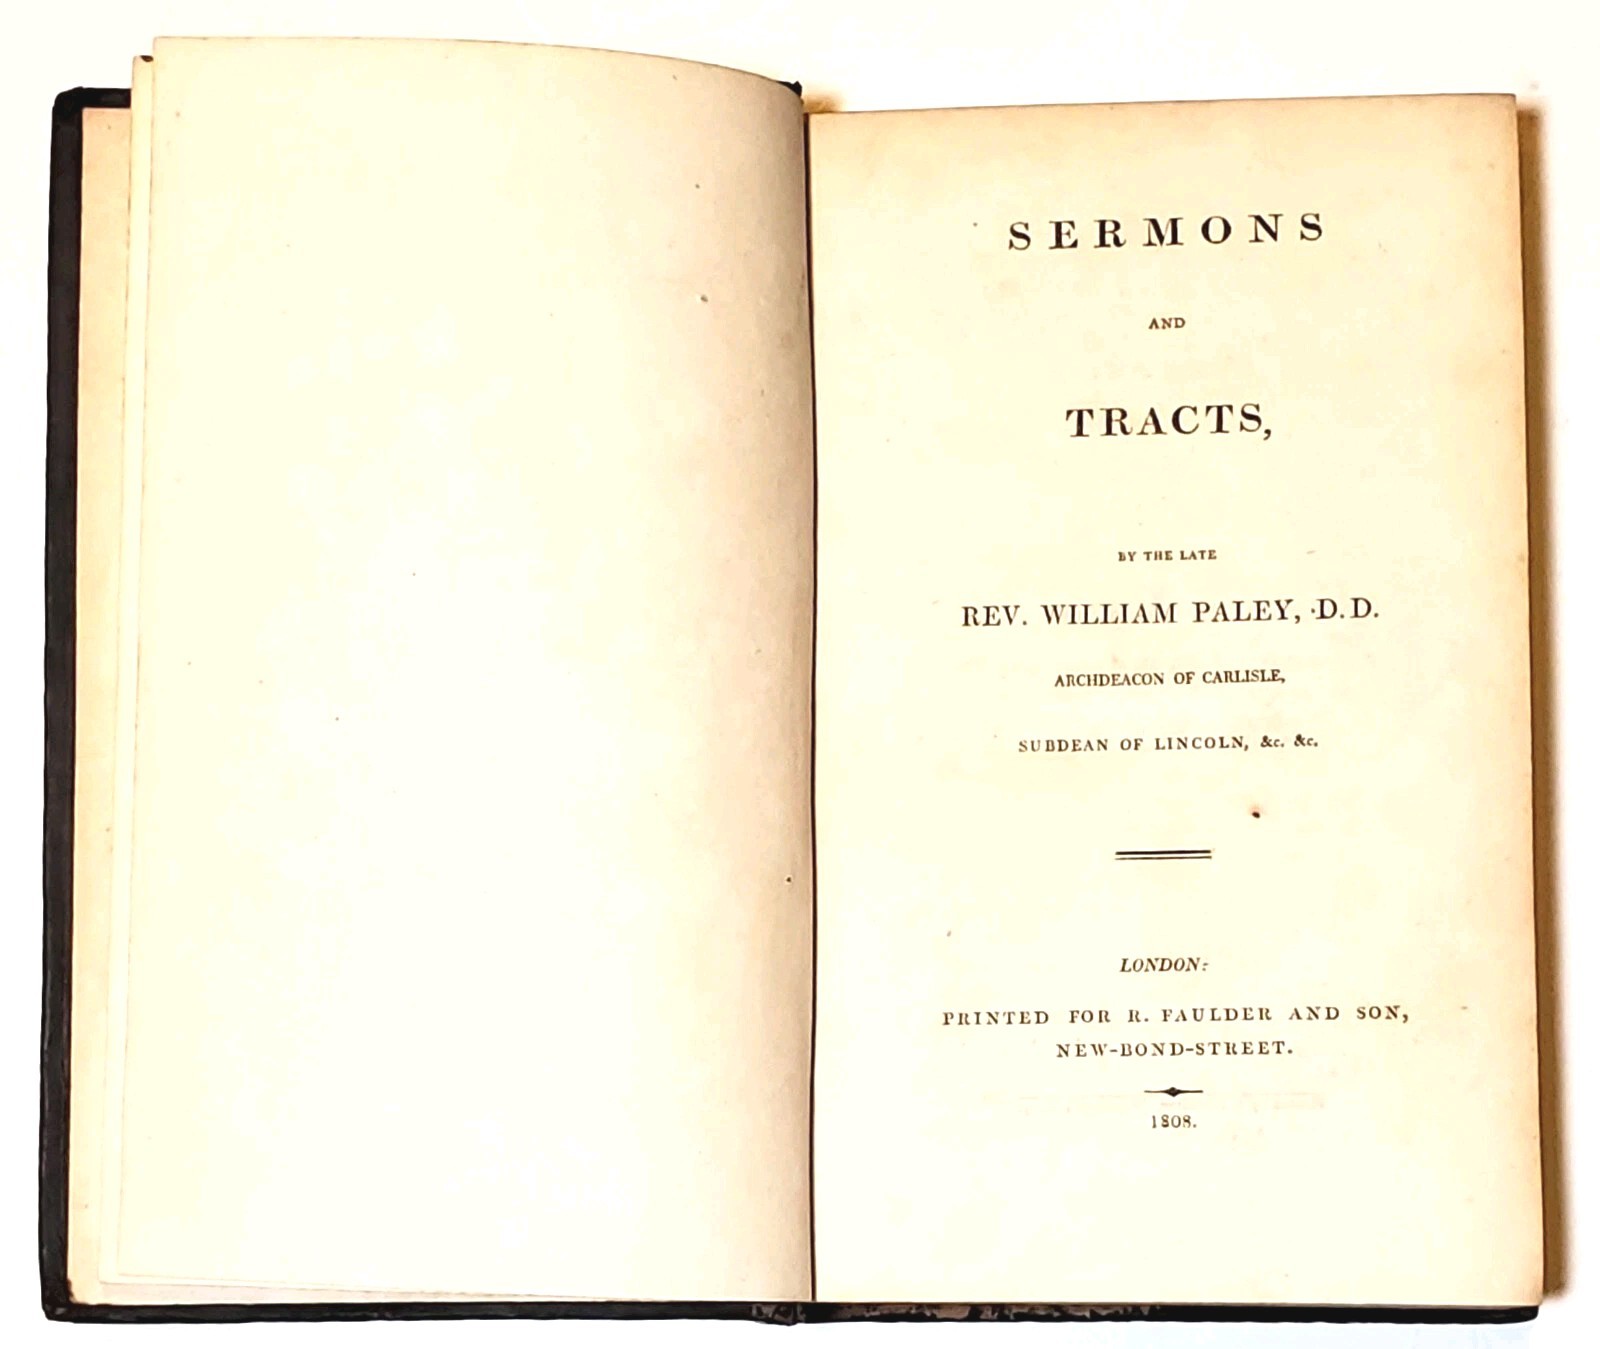 SERMONS
AND
TRACTS,
BY THE LATE
REV. WILLIAM PALEY, D.D.
ARCHDEACON OF CARLISLE,
SUBDEAN OF LINCOLN, &c. &c.
LONDON:
PRINTED FOR R. FAULDER AND SON,
NEW-BOND-STREET.
1808.